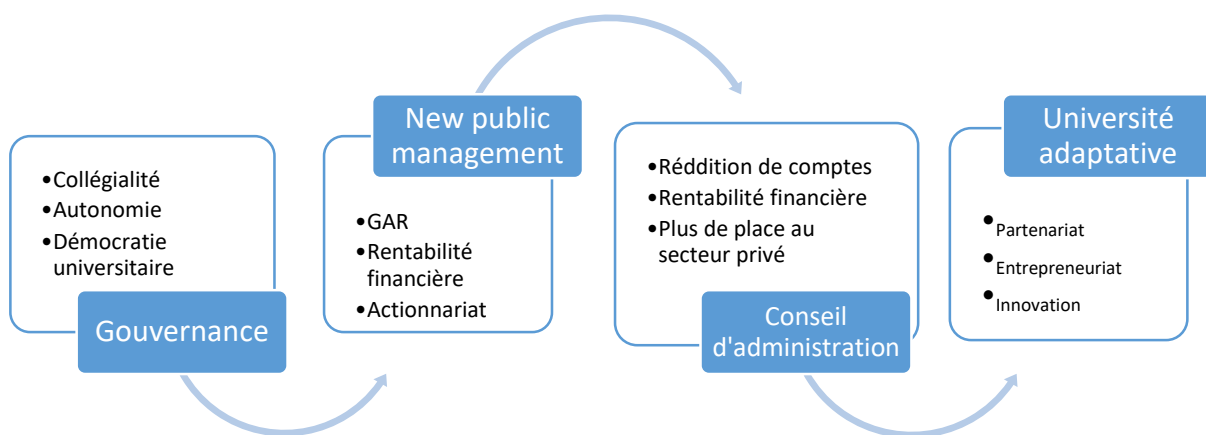 •Collégialité
•Autonomie
•Démocratie
universitaire
Gouvernance
New public
management
•GAR
•Rentabilité
financière
•Actionnariat
•Réddition de comptes
•Rentabilité financière
•Plus de place au
secteur privé
Conseil
d'administration
Université
adaptative
•Partenariat
•Entrepreneuriat
•Innovation